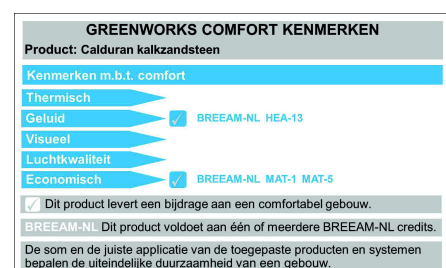 GREENWORKS COMFORT KENMERKEN
Product: Calduran kalkzandsteen
Kenmerken m.b.t. comfort
Thermisch
Geluid BREEAM-NL HEA-13
Visueel
Luchtkwaliteit
Economisch BREEAM-NL MAT-1 MAT-5
Dit product levert een bijdrage aan een comfortabel gebouw.
BREEAM-NL Dit product voldoet aan één of meerdere BREEAM-NL credits.
De som en de juiste applicatie van de toegepaste producten en systemen
bepalen de uiteindelijke duurzaamheid van een gebouw.